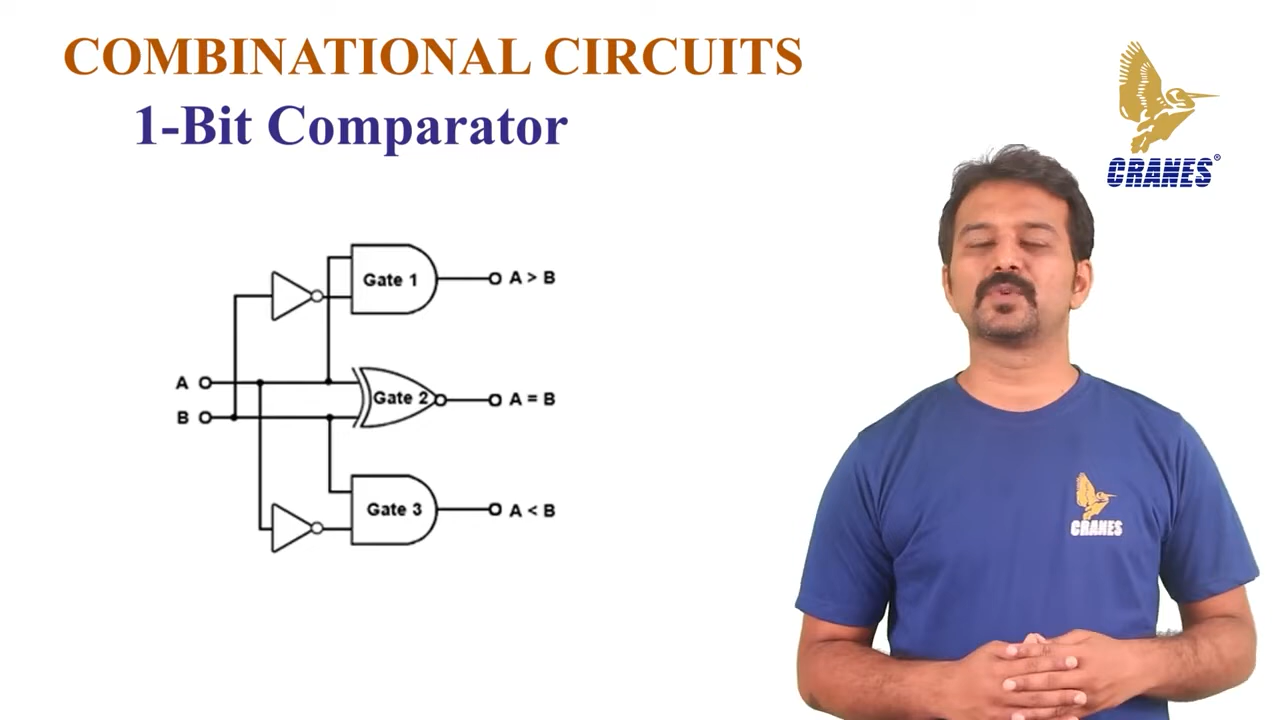 COMBINATIONAL CIRCUITS
1-Bit Comparator
CRANES®
Gate 1
A > B
A
B
Gate 2
A = B
Gate 3
A < B
CRANES